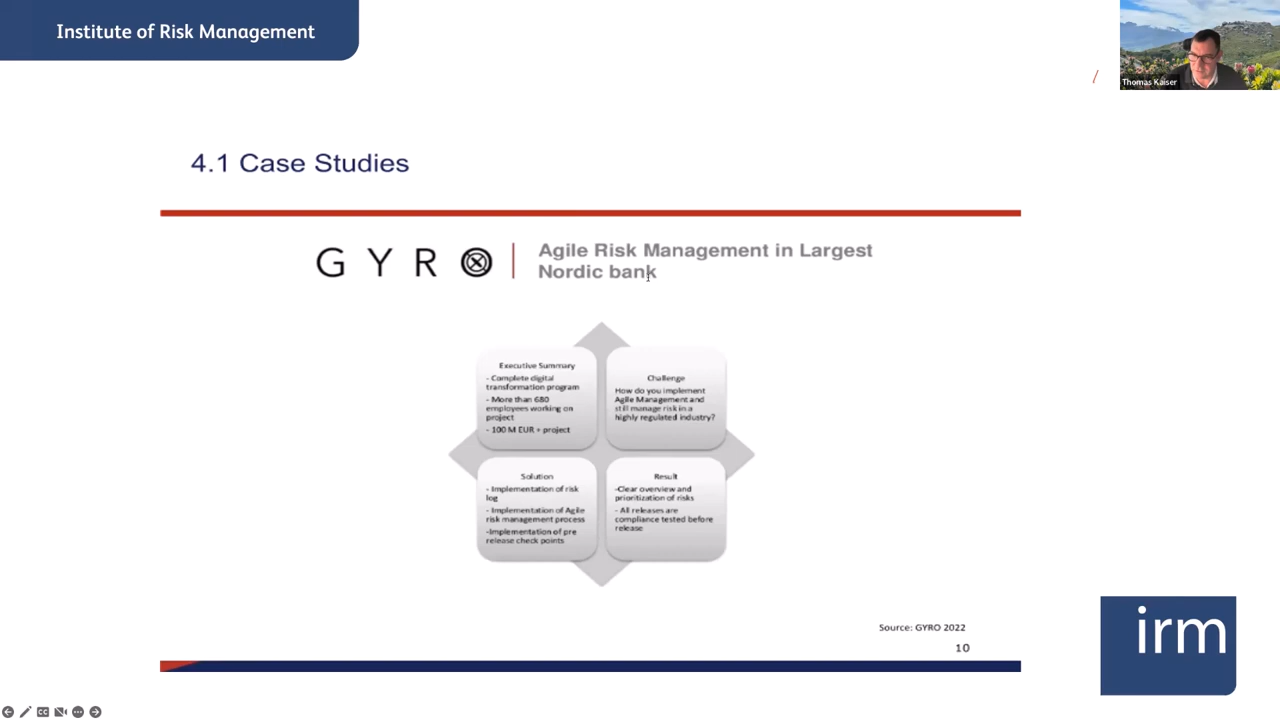 Institute of Risk Management
Thomas Kaiser
4.1 Case Studies
G Y R O
Agile Risk Management in Largest
Nordic bank
Executive Summary
- Complete digital
transformation program
- More than 680
employees working on
project
- 100 M EUR + project
Challenge
How do you implement
Agile Management and
still manage risk in a
highly regulated industry?
Solution
- Implementation of risk
log
- Implementation of Agile
risk management process
-Implementation of pre
release check points
Result
-Clear overview and
prioritization of risks
- All releases are
compliance tested before
release
Source: GYRO 2022
10
irm